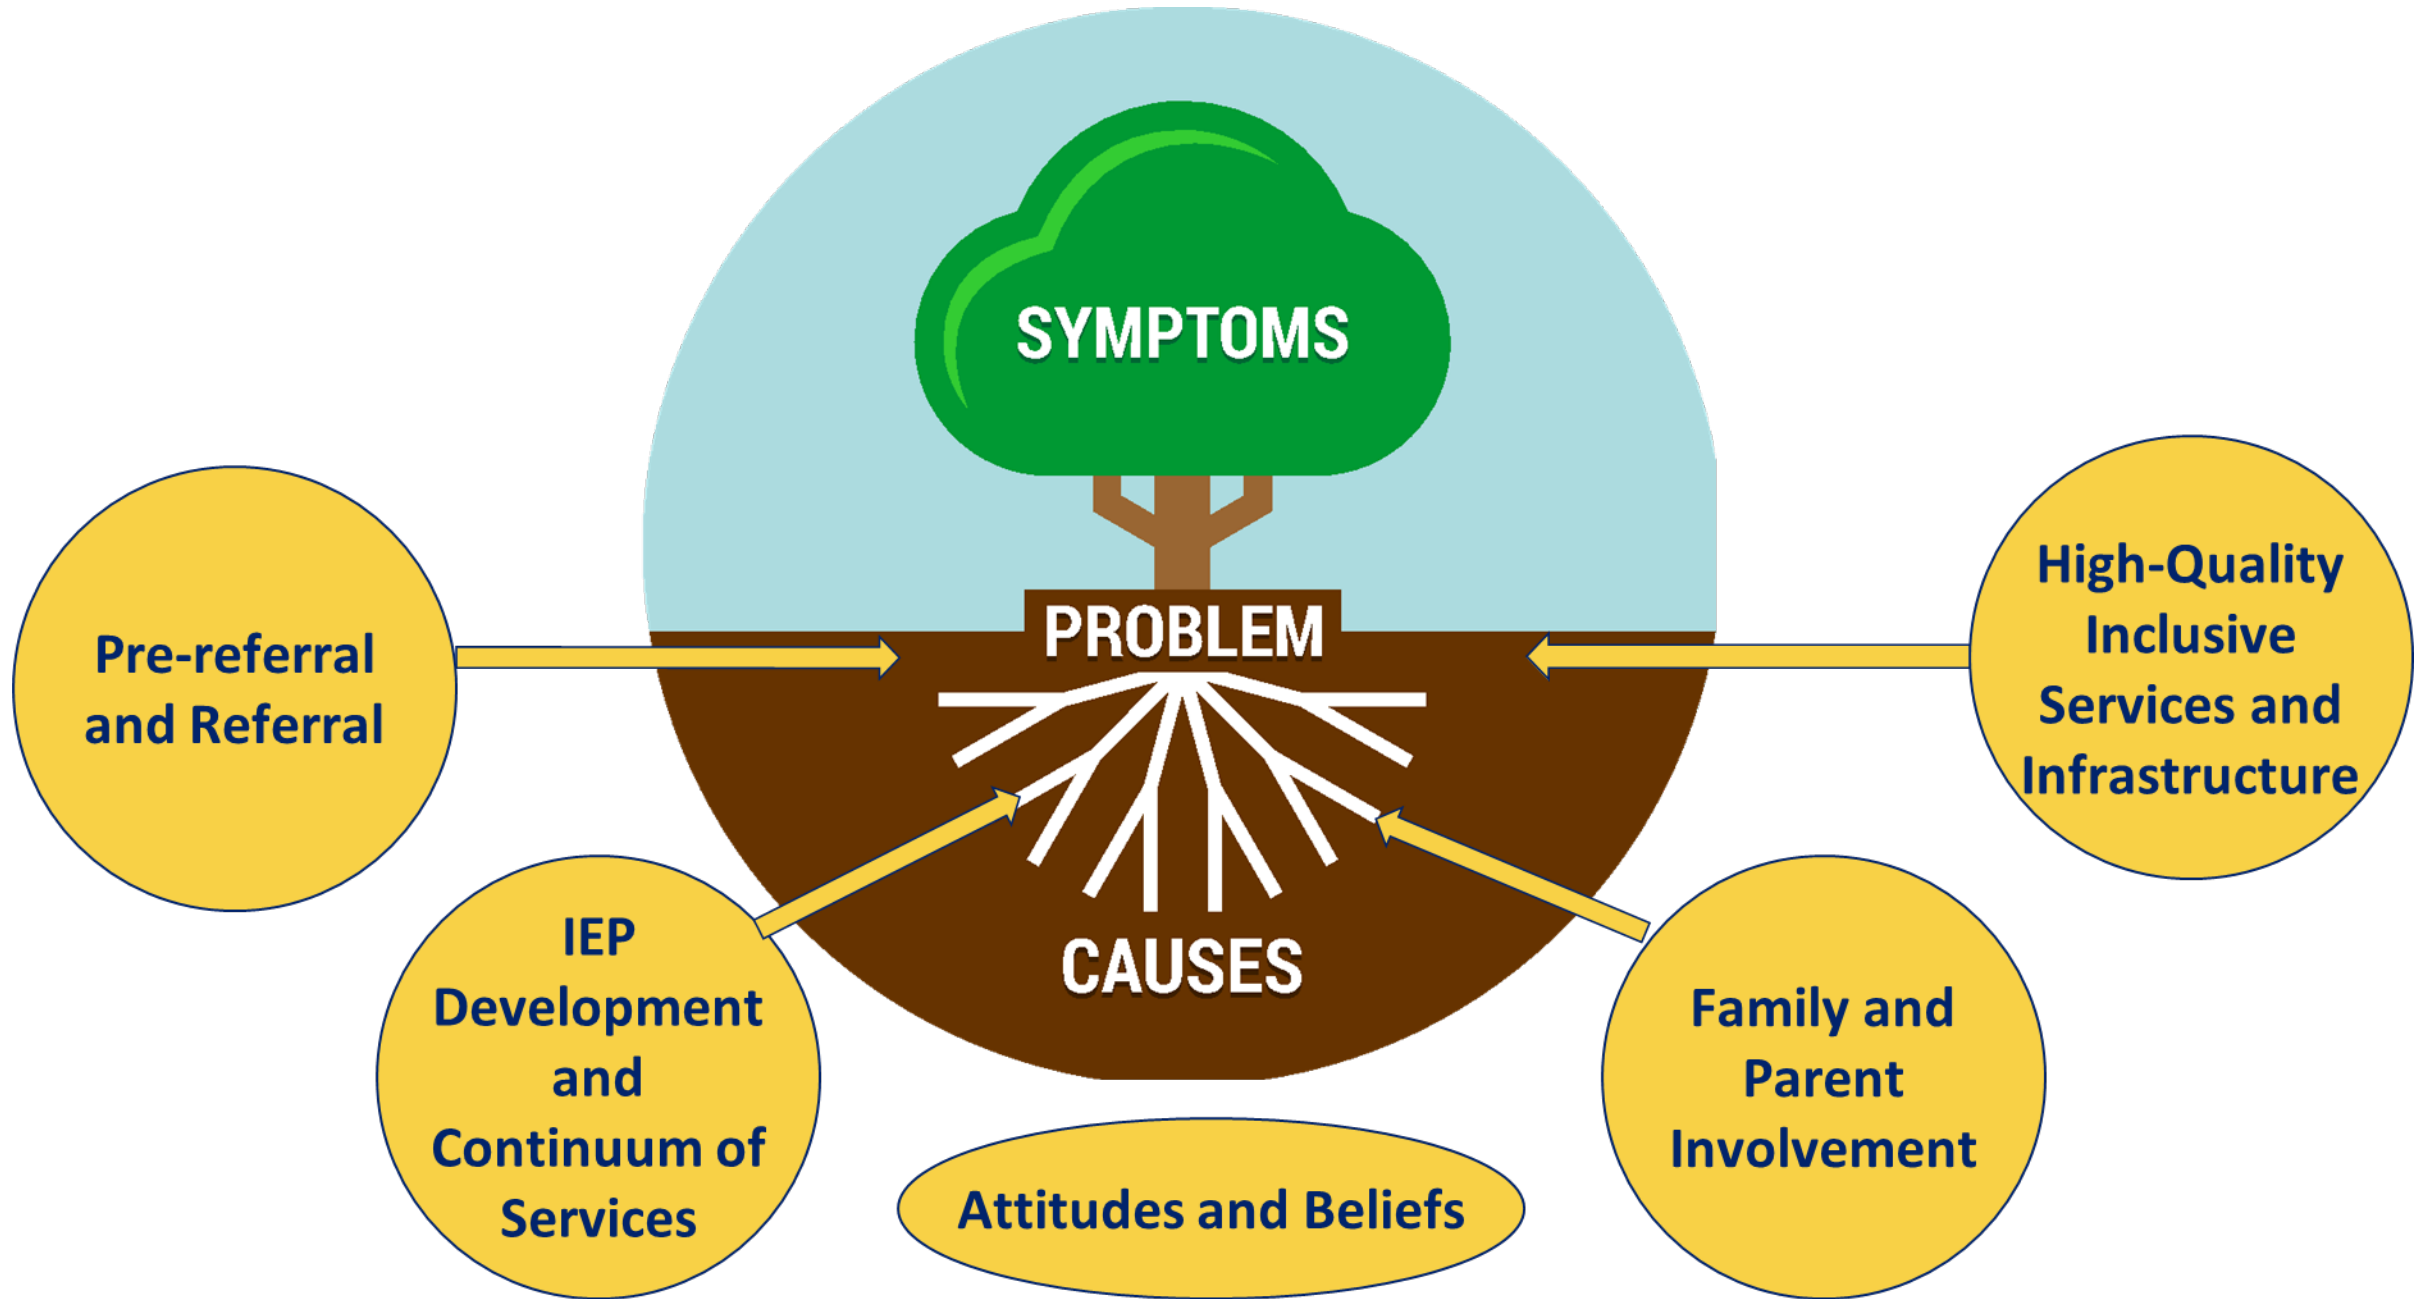 SYMPTOMS
PROBLEM
CAUSES
Pre-referral
and Referral
IEP
Development
and
Continuum of
Services
Attitudes and Beliefs
Family and
Parent
Involvement
High-Quality
Inclusive
Services and
Infrastructure